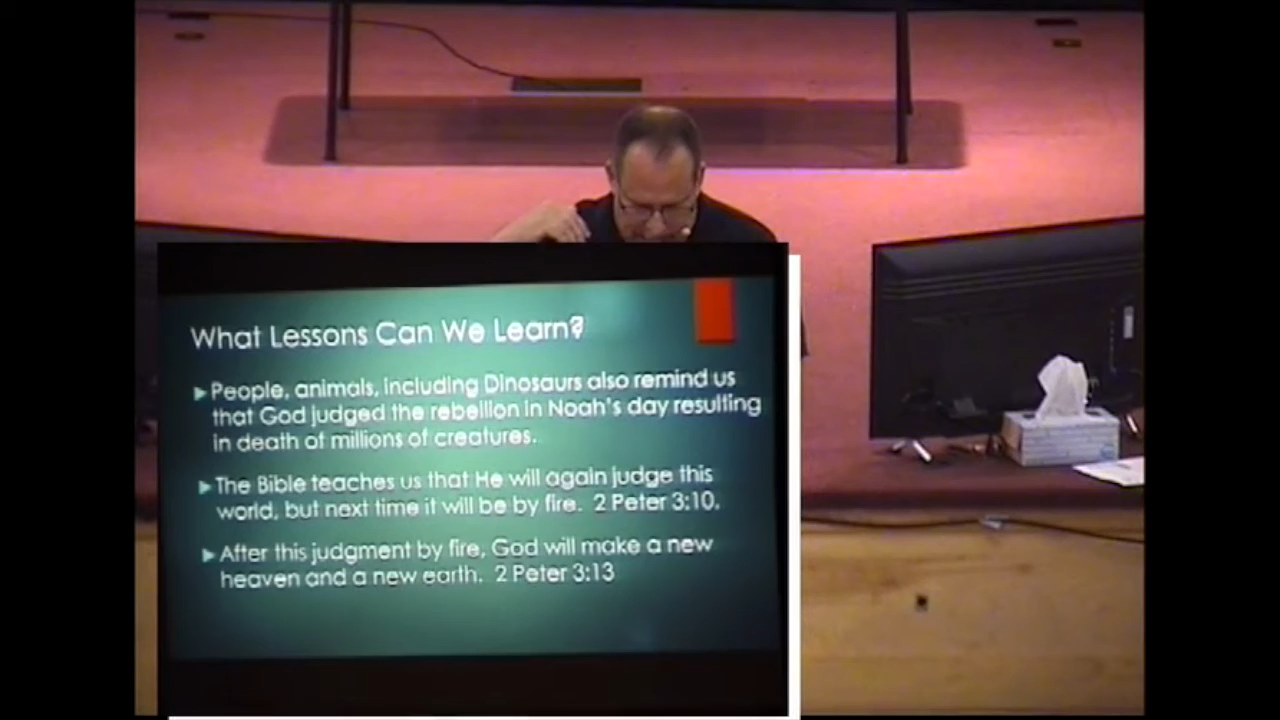 What Lessons Can We Learn?
People, animals, including Dinosaurs also remind us
that God judged the rebellion in Noah's day resulting
in death of millions of creatures.
The Bible teaches us that He will again judge this
world, but next time it will be by fire. 2 Peter 3:10.
After this judgment by fire, God will make a new
heaven and a new earth. 2 Peter 3:13